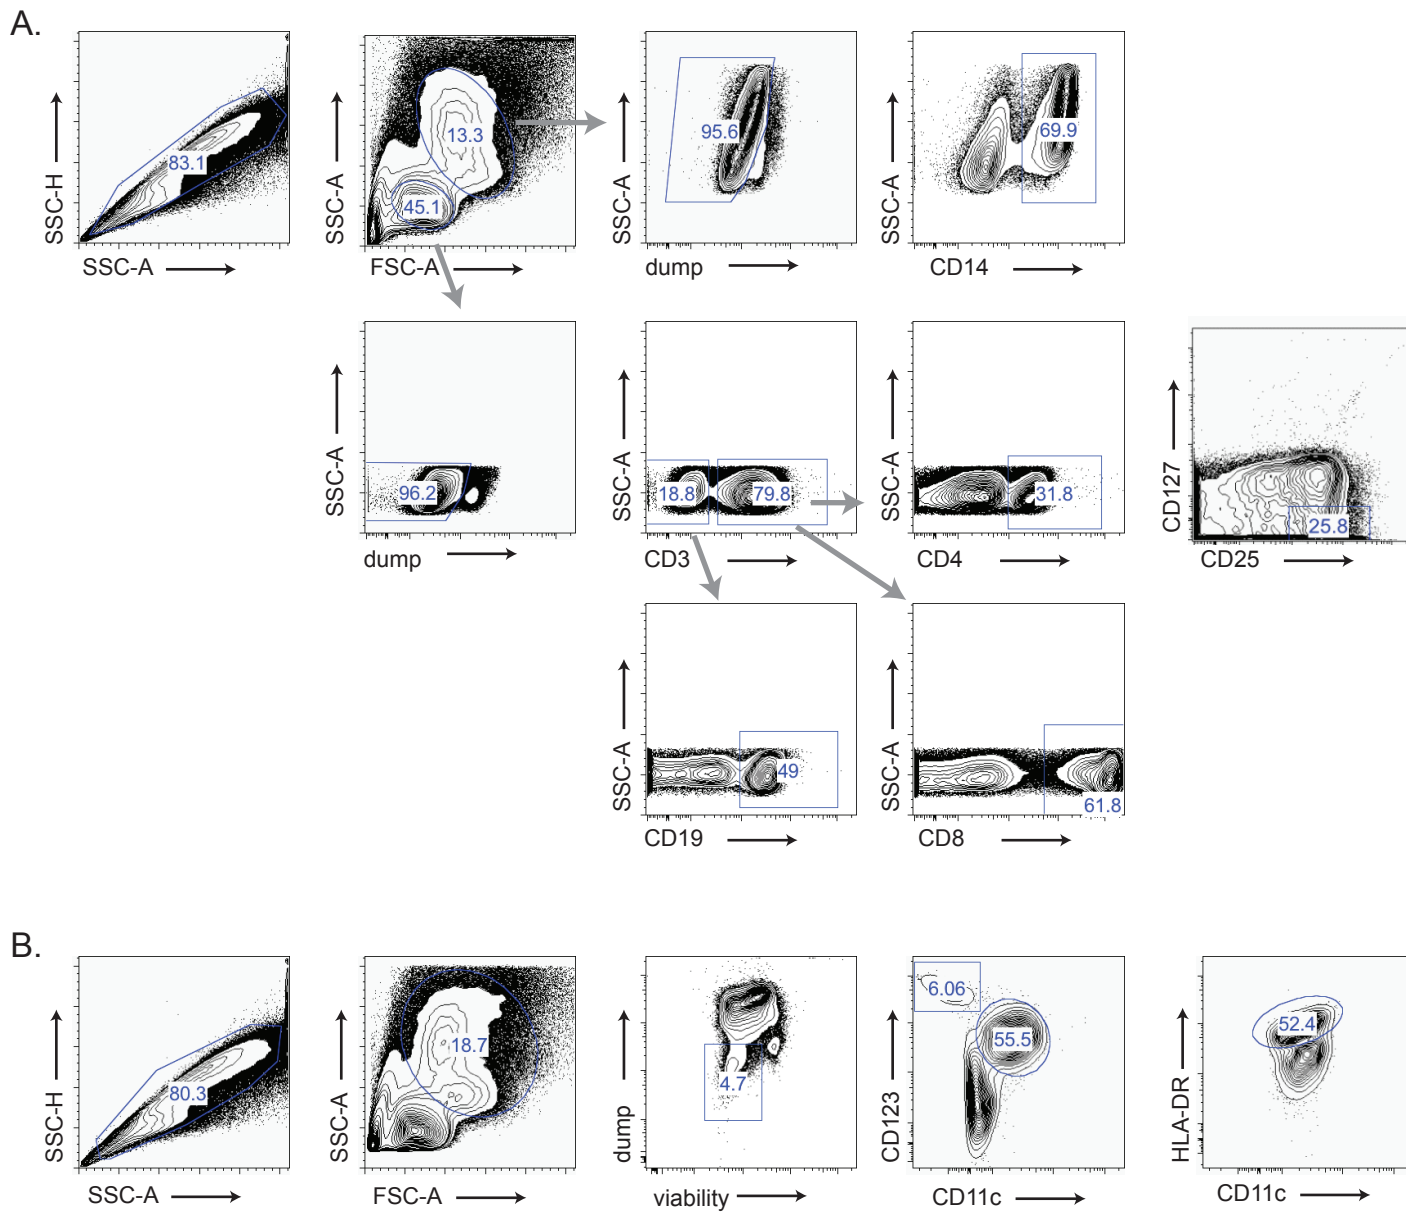 A.
SSC-H
83.1
SSC-A
SSC-A
13.3
45.1
FSC-A
SSC-A
95.6
dump
SSC-A
69.9
CD14
SSC-A
96.2
dump
SSC-A
18.8
79.8
CD3
SSC-A
31.8
CD4
CD127
25.8
CD25
SSC-A
49
CD19
SSC-A
61.8
CD8
B.
SSC-H
80.3
SSC-A
SSC-A
18.7
FSC-A
dump
4.7
viability
CD123
6.06
55.5
CD11c
HLA-DR
52.4
CD11c